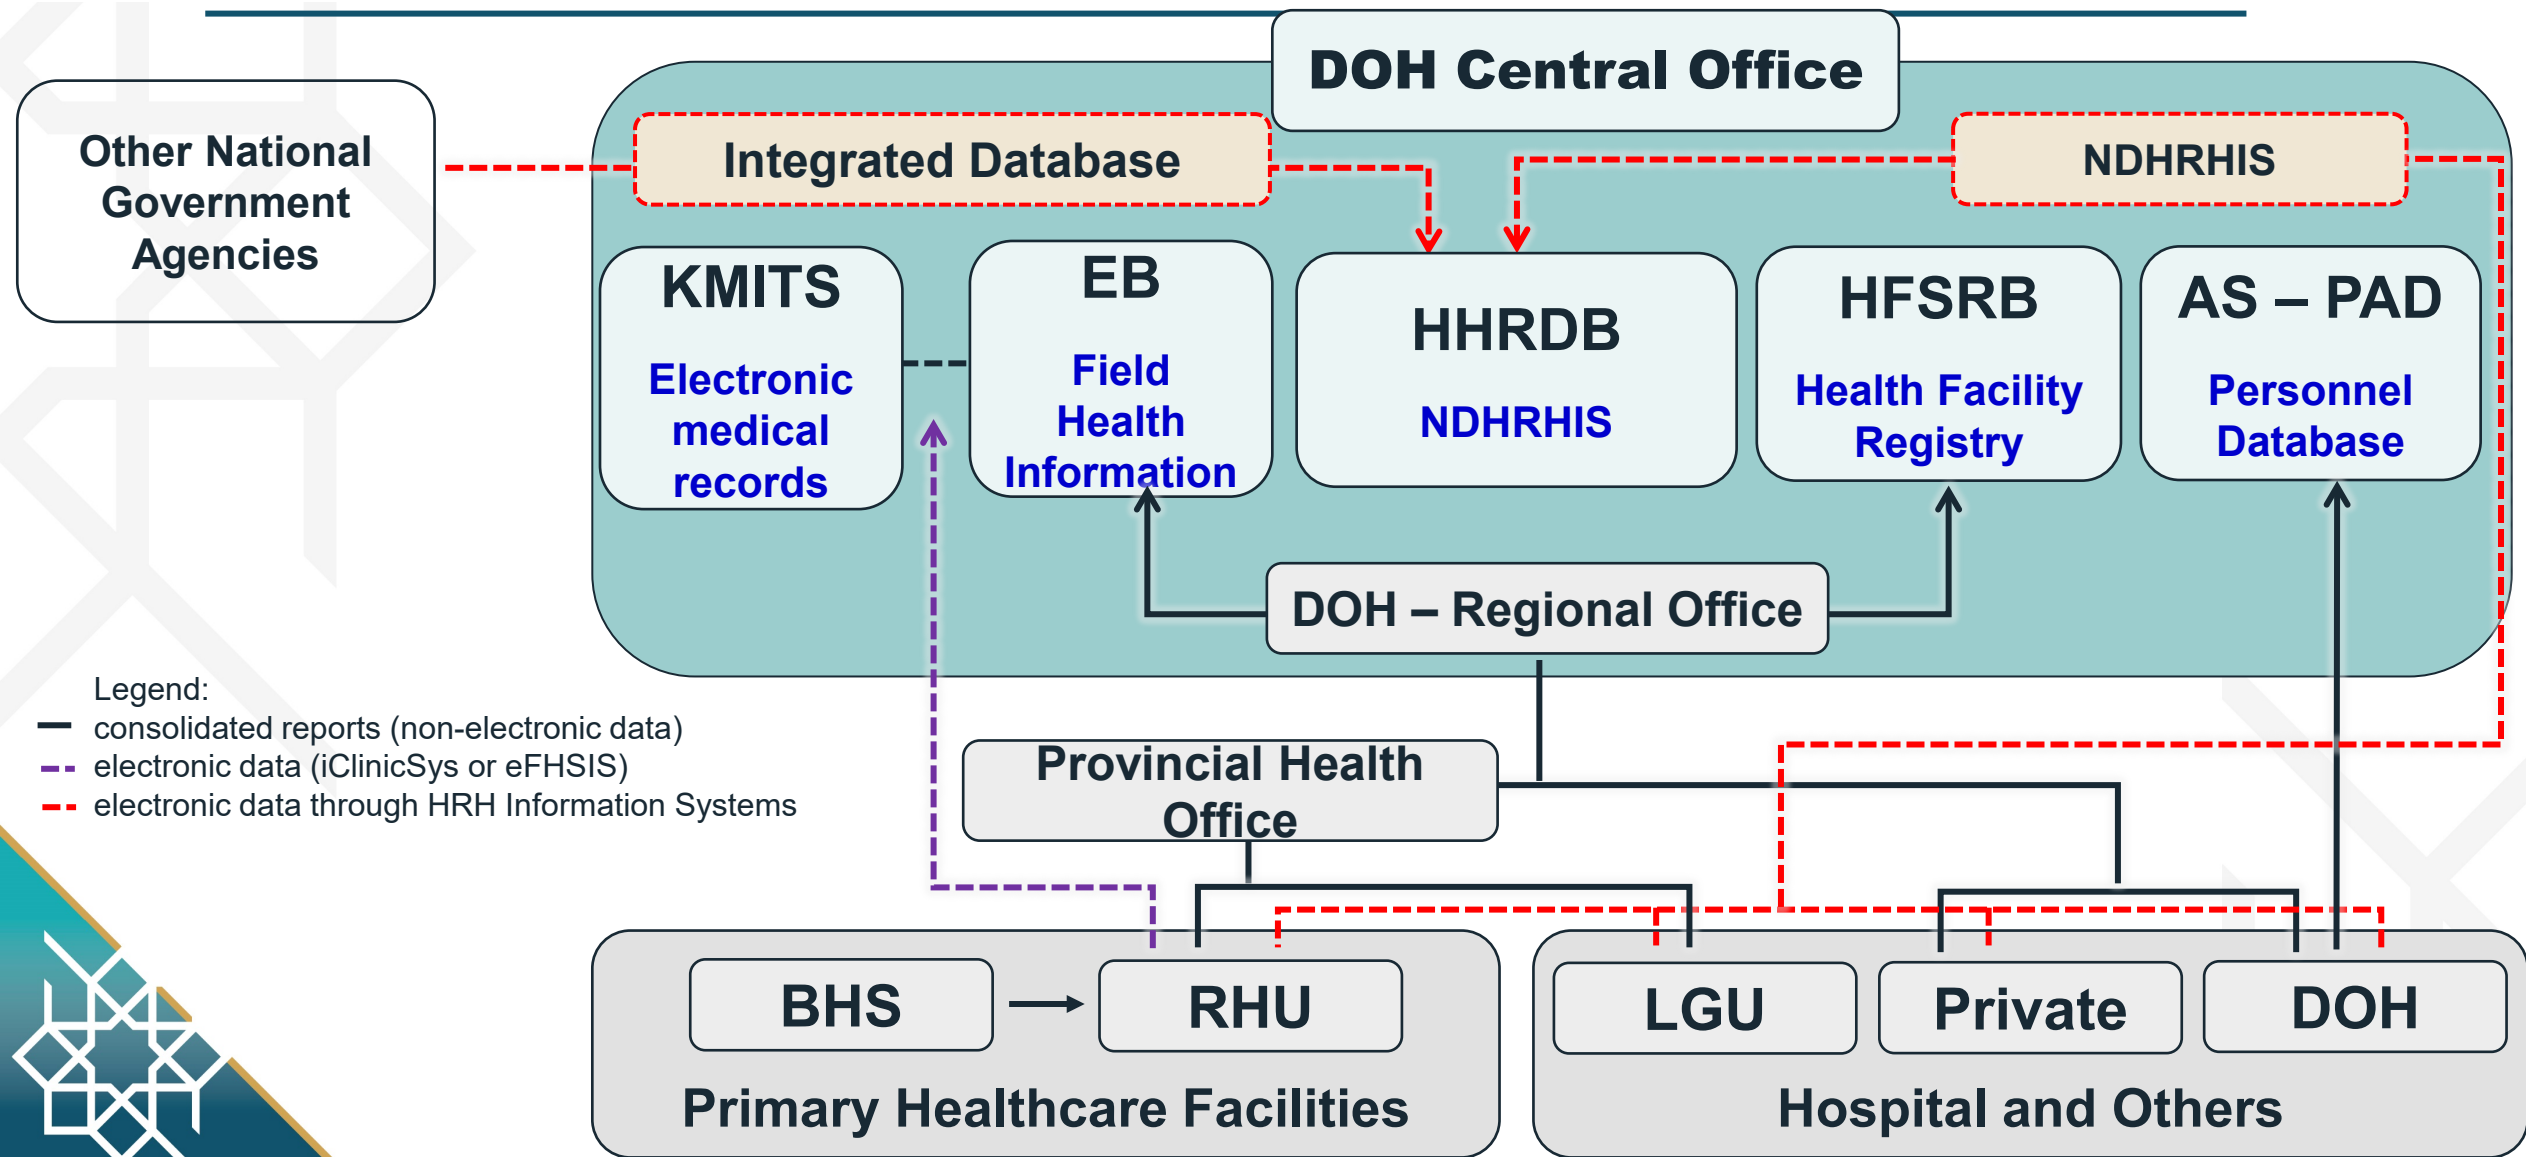 DOH Central Office
Other National
Government
Agencies
Integrated Database
NDHRHIS
KMITS
Electronic
medical
records
EB
Field
Health
Information
HHRDB
NDHRHIS
HFSRB
Health Facility
Registry
AS – PAD
Personnel
Database
DOH – Regional Office
Legend:
consolidated reports (non-electronic data)
electronic data (iClinicSys or eFHSIS)
electronic data through HRH Information Systems
Provincial Health
Office
BHS
RHU
Primary Healthcare Facilities
LGU
Private
DOH
Hospital and Others